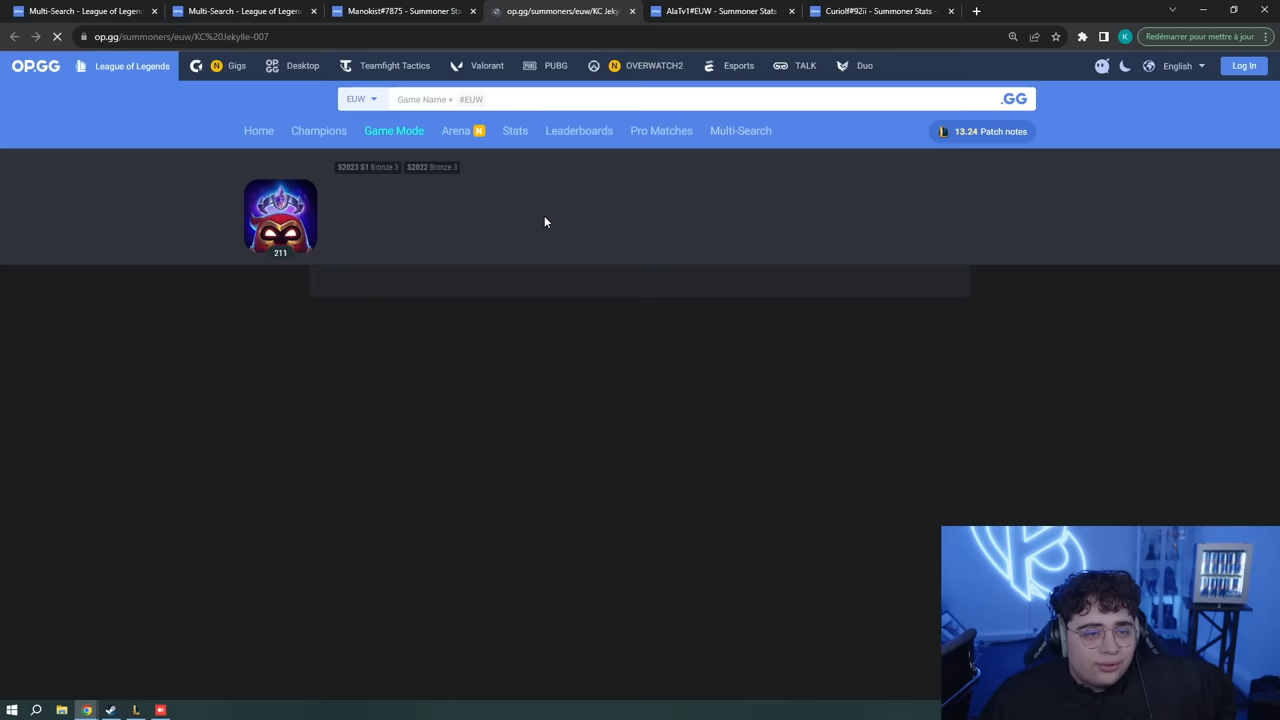 Multi-Search - League of Legen
Multi-Search - League of Legen
Manokist#7875 - Summoner Sta
op.gg/summoners/euw/KC Jeky
AlaTv1#EUW - Summoner Stats
Curio!!#92ii - Summoner Stats
op.gg/summoners/euw/KC%20Jekylle-007
K
Redémarrer pour mettre à jour
OP.GG
League of Legends
N Gigs
Desktop
Teamfight Tactics
Valorant
PUBG
N OVERWATCH2
Esports
TALK
Duo
English
Log In
EUW
Game Name + #EUW
.GG
Home
Champions
Game Mode
Arena N
Stats
Leaderboards
Pro Matches
Multi-Search
13.24 Patch notes
S2023 S1 Bronze 3
S2022 Bronze 3
211